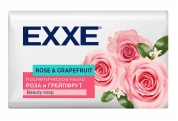 EXXE
ROSE & GRAPEFRUIT
Косметическое мыло
РОЗА и ГРЕЙПФРУТ
Beauty soap